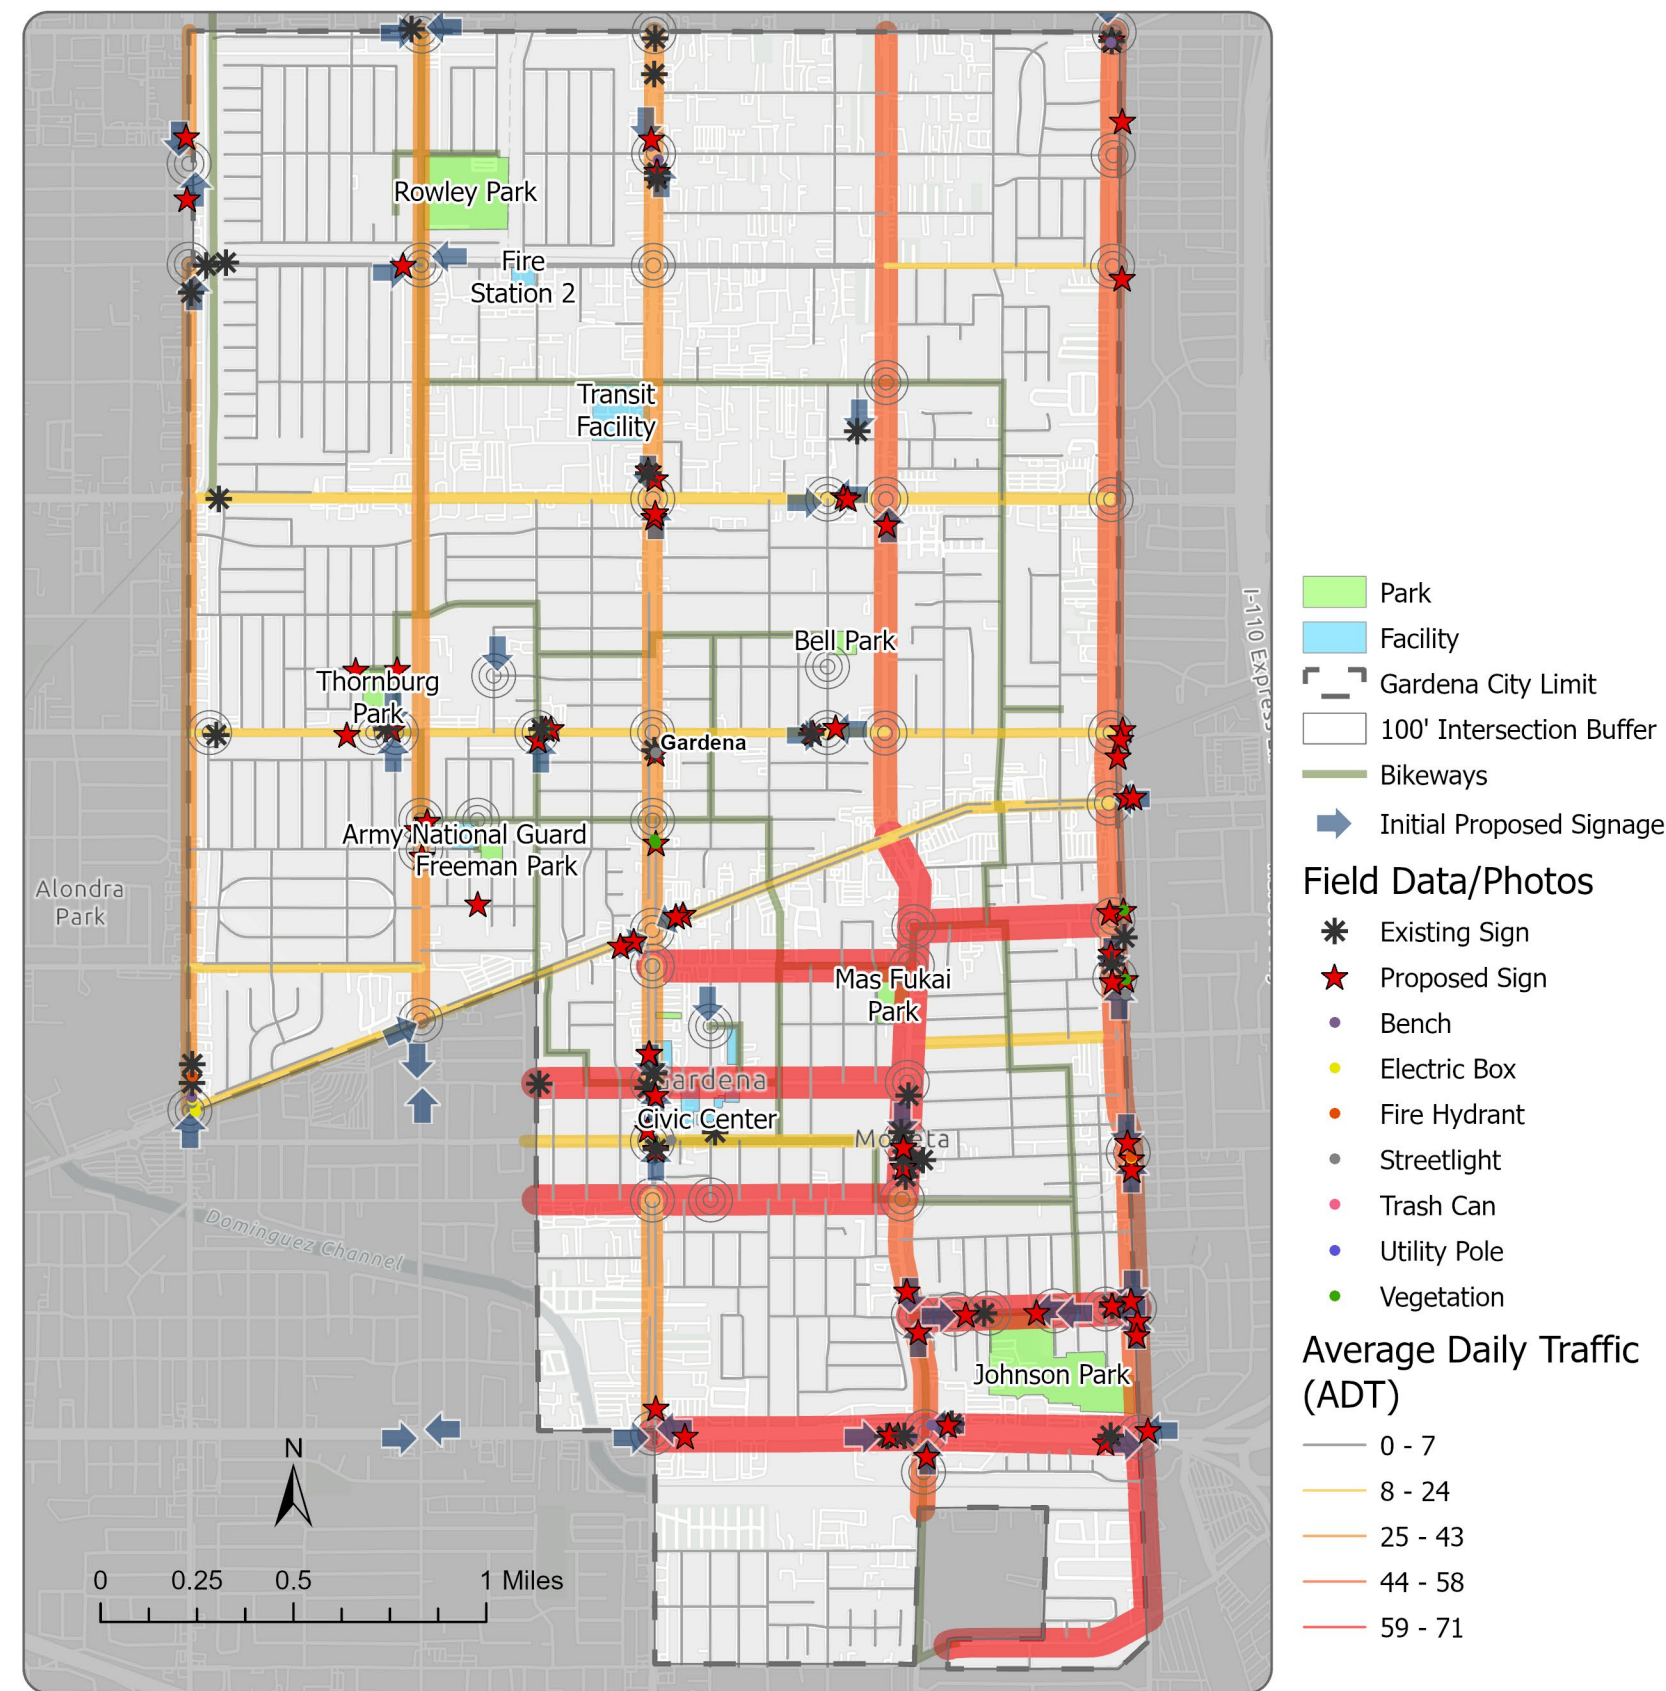 Rowley Park
Fire
Station 2
Transit
Facility
Bell Park
Thornburg
Park
Gardena
Army National Guard
Freeman Park
Alondra
Park
Mas Fukai
Park
Gardena
Civic Center
Dominguez Channel
Johnson Park
N
0 0.25 0.5 1 Miles
Park
Facility
Gardena City Limit
100' Intersection Buffer
Bikeways
Initial Proposed Signage
Field Data/Photos
Existing Sign
Proposed Sign
Bench
Electric Box
Fire Hydrant
Streetlight
Trash Can
Utility Pole
Vegetation
Average Daily Traffic
(ADT)
0 - 7
8 - 24
25 - 43
44 - 58
59 - 71